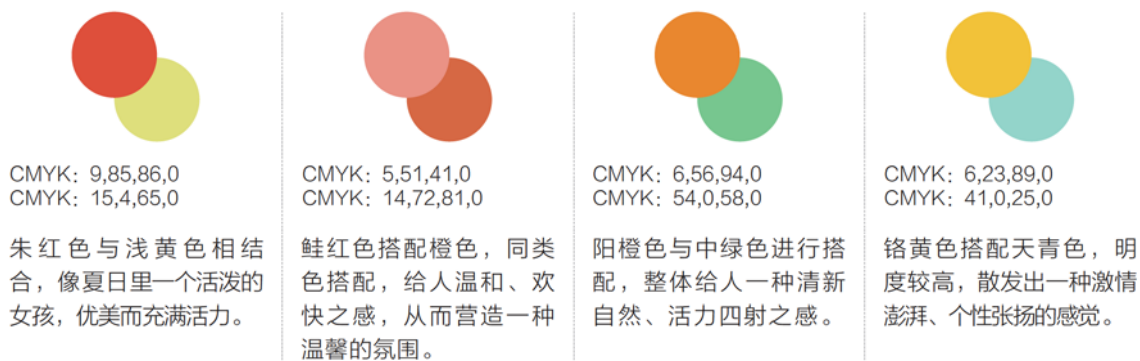 CMYK：9,85,86,0
CMYK：15,4,65,0
朱红色与浅黄色相结
合，像夏日里一个活泼的
女孩，优美而充满活力。
CMYK：5,51,41,0
CMYK：14,72,81,0
鲑红色搭配橙色，同类
色搭配，给人温和、欢
快之感，从而营造一种
温馨的氛围。
CMYK：6,56,94,0
CMYK：54,0,58,0
阳橙色与中绿色进行搭
配，整体给人一种清新
自然、活力四射之感。
CMYK：6,23,89,0
CMYK：41,0,25,0
铬黄色搭配天青色，明
度较高，散发出一种激情
澎湃、个性张扬的感觉。